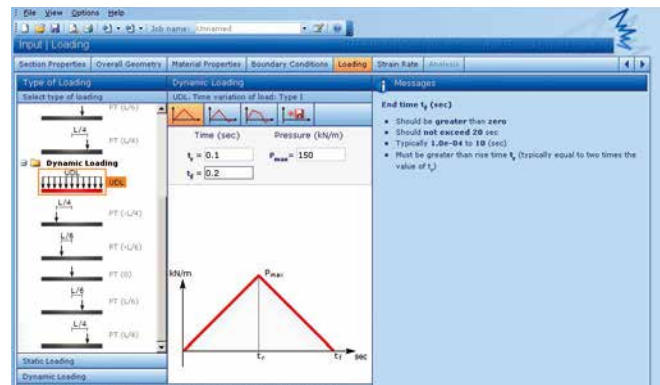 File View Options Help
Job name: Unnamed
Input | Loading
Section Properties Overall Geometry Material Properties Boundary Conditions Loading Strain Rate Analysis
Type of Loading
Select type of loading
PT (L/6)
L/4
PT (L/4)
Dynamic Loading
UDL
UDL
L/4
PT (-L/4)
L/6
PT (-L/6)
PT (0)
L/6
PT (L/6)
L/4
PT (L/4)
Static Loading
Dynamic Loading
Dynamic Loading
UDL: Time variation of load: Type 1
Time (sec) Pressure (kN/m)
tr = 0.1 Pmax = 150
tf = 0.2
kN/m
Pmax
tr tf sec
Messages
End time tf (sec)
Should be greater than zero
Should not exceed 20 sec
Typically 1.0e-04 to 10 (sec)
Must be greater than rise time tr (typically equal to two times the
value of tr)